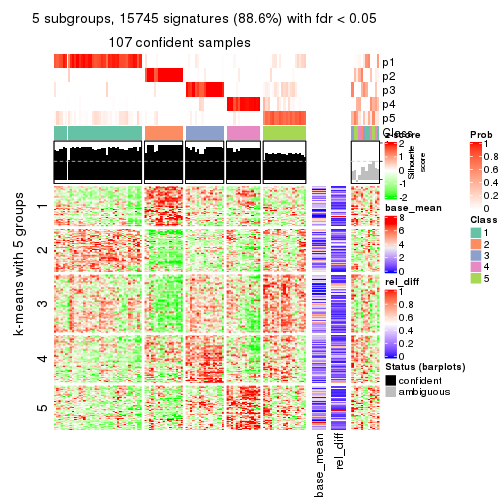 5 subgroups, 15745 signatures (88.6%) with fdr < 0.05
107 confident samples
p1
p2
p3
p4
p5
Class
z-score
2
1
0
-1
-2
Silhouette
score
Prob
1
0.8
0.6
0.4
0.2
0
base_mean
8
6
4
2
0
Class
1
2
3
4
5
rel_diff
1
0.8
0.6
0.4
0.2
0
Status (barplots)
confident
ambiguous
k-means with 5 groups
1
2
3
4
5
base_mean
rel_diff